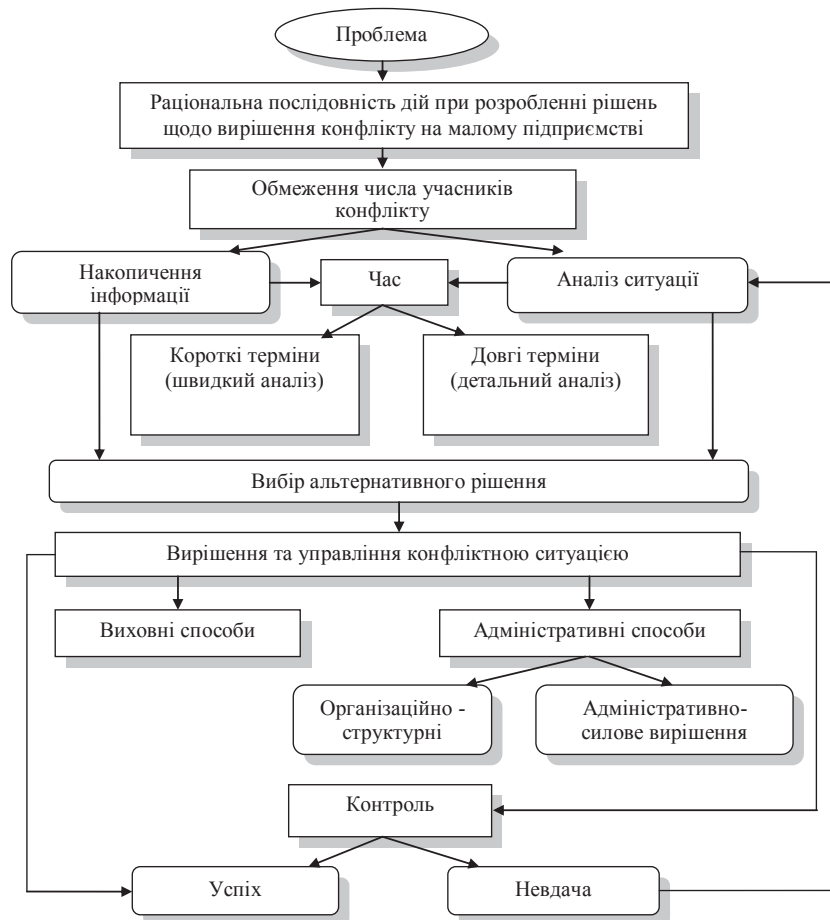 Проблема
Раціональна послідовність дій при розробленні рішень
щодо вирішення конфлікту на малому підприємстві
Обмеження числа учасників
конфлікту
Накопичення
інформації
Час
Аналіз ситуації
Короткі терміни
(швидкий аналіз)
Довгі терміни
(детальний аналіз)
Вибір альтернативного рішення
Вирішення та управління конфліктною ситуацією
Виховні способи
Адміністративні способи
Організаційно -
структурні
Адміністративно-
силове вирішення
Контроль
Успіх
Невдача